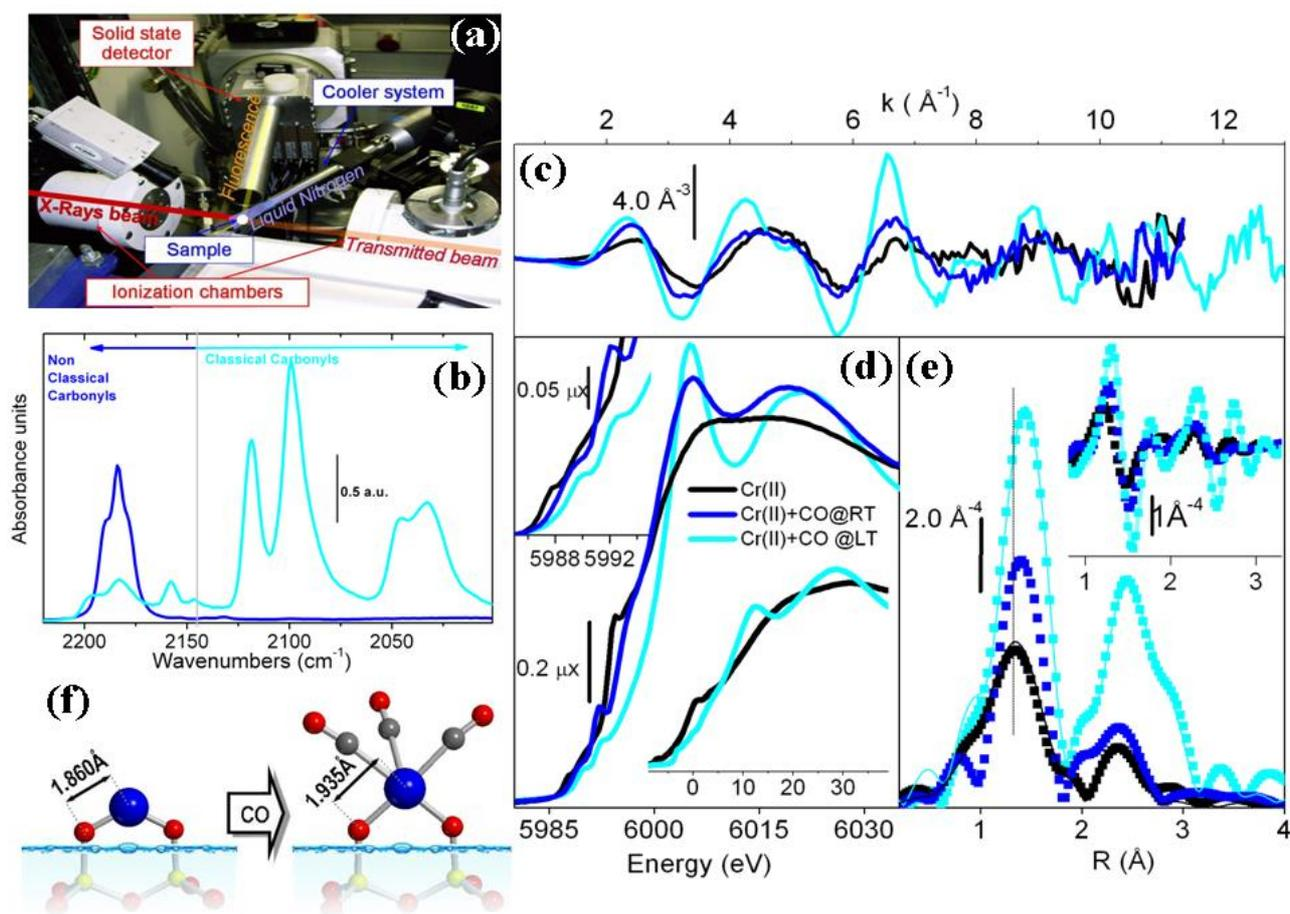 (a)
Solid state
detector
Cooler system
Fluorescence
Liquid Nitrogen
X-Rays beam
Sample
Transmitted beam
Ionization chambers
(b)
Non
Classical
Carbonyls
Classical Carbonyls
0.5 a.u.
Absorbance units
2200 2150 2100 2050
Wavenumbers (cm-1)
k ( Å-1)
2 4 6 8 10 12
(c)
4.0 Å-3
(d)
0.05 μx
5988 5992
Cr(II)
Cr(II)+CO@RT
Cr(II)+CO @LT
0.2 μx
0 10 20 30
5985 6000 6015 6030
Energy (eV)
(e)
2.0 Å-4
1Å-4
1 2 3
1 2 3 4
R (Å)
(f)
1.860Å
CO
1.935Å